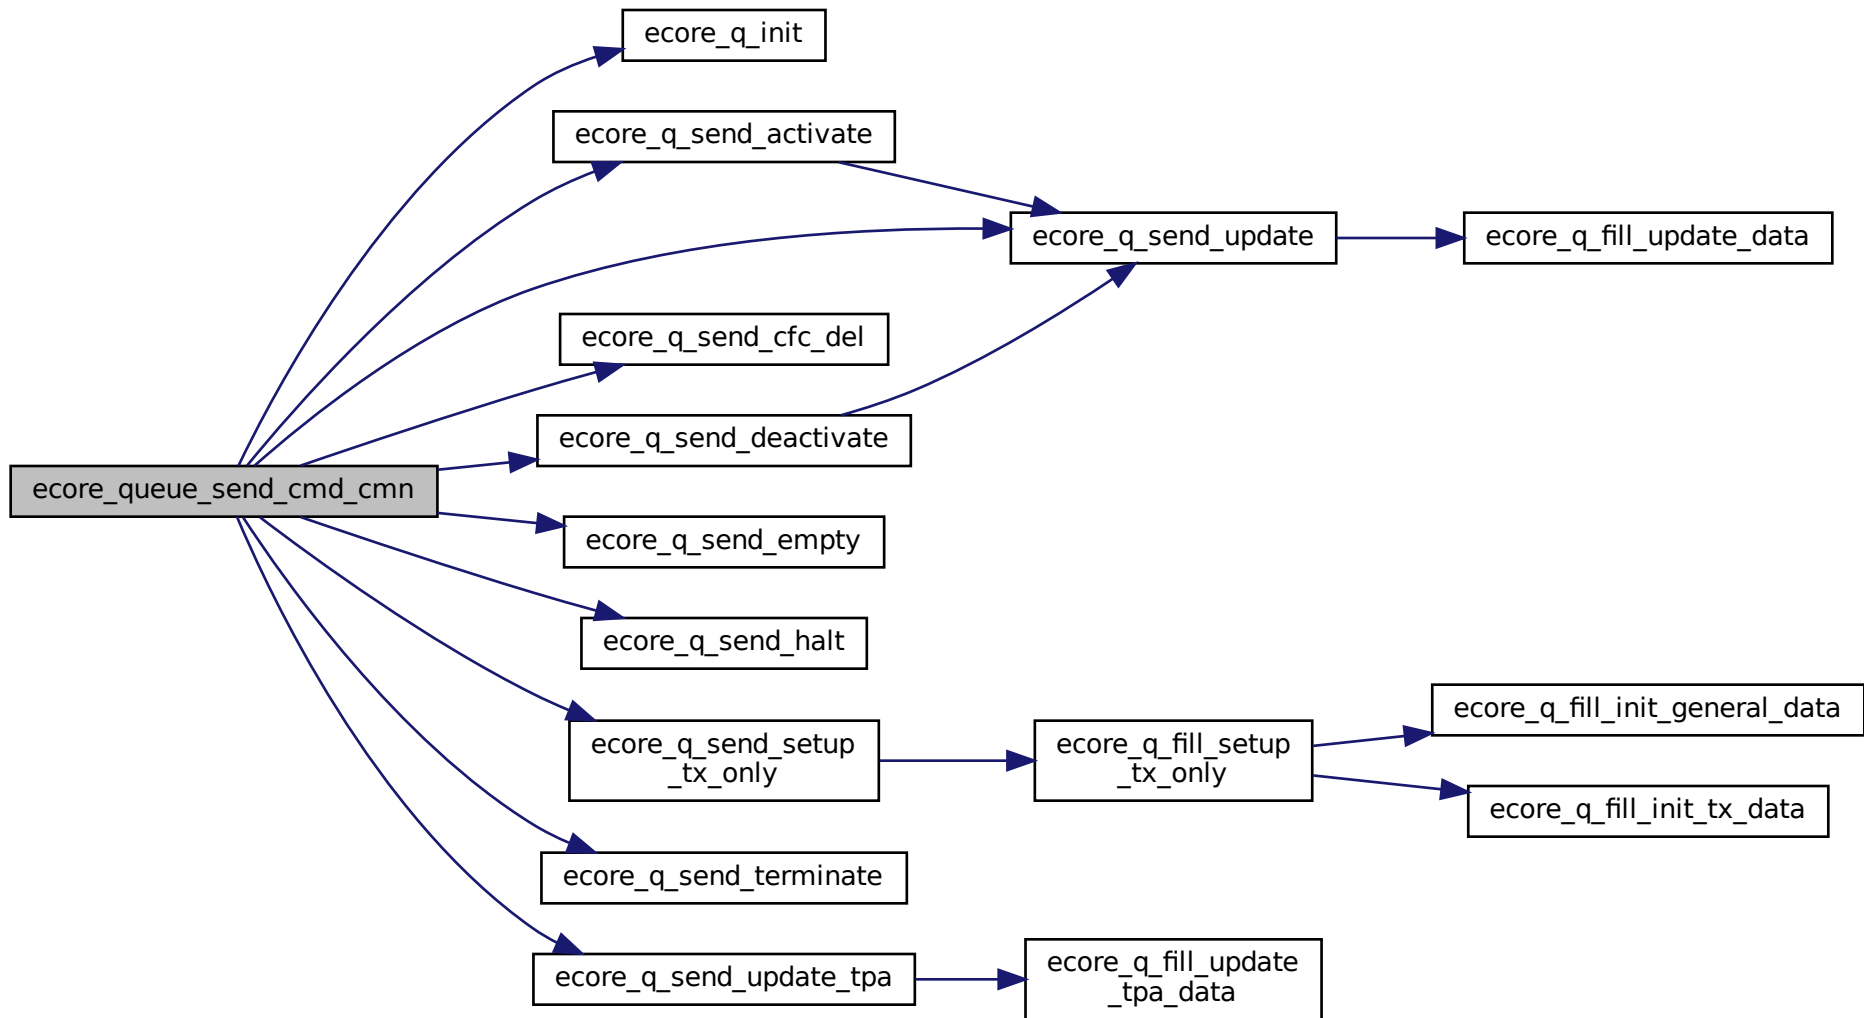 ecore_q_init
ecore_q_send_activate
ecore_q_send_update
ecore_q_fill_update_data
ecore_q_send_cfc_del
ecore_q_send_deactivate
ecore_queue_send_cmd_cmn
ecore_q_send_empty
ecore_q_send_halt
ecore_q_send_setup
_tx_only
ecore_q_fill_setup
_tx_only
ecore_q_fill_init_general_data
ecore_q_fill_init_tx_data
ecore_q_send_terminate
ecore_q_send_update_tpa
ecore_q_fill_update
_tpa_data